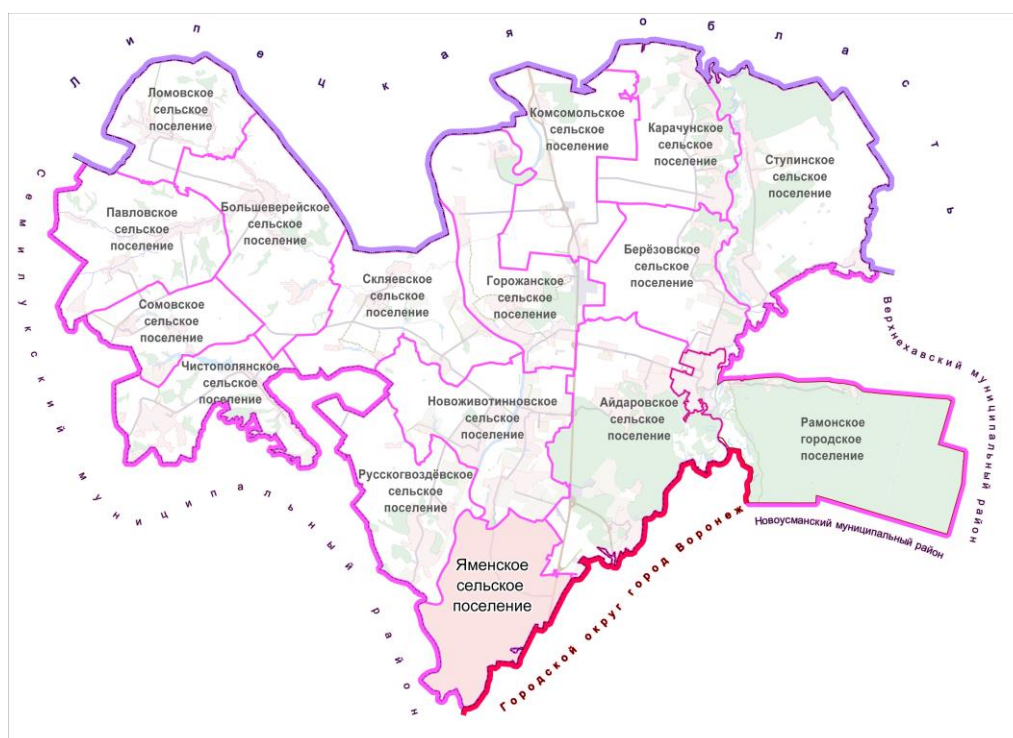 Липецкая область
Ломовское
сельское
поселение
Комсомольское
сельское
поселение
Карачунское
сельское
поселение
Ступинское
сельское
поселение
Павловское
сельское
поселение
Большеверейское
сельское
поселение
Берёзовское
сельское
поселение
Скляевское
сельское
поселение
Горожанское
сельское
поселение
Сомовское
сельское
поселение
Чистополянское
сельское
поселение
Новоживотинновское
сельское
поселение
Айдаровское
сельское
поселение
Рамонское
городское
поселение
Русскогвоздёвское
сельское
поселение
Яменское
сельское
поселение
Семилукский муниципальный район
Верхнехавский муниципальный район
Новоусманский муниципальный район
Городской округ город Воронеж